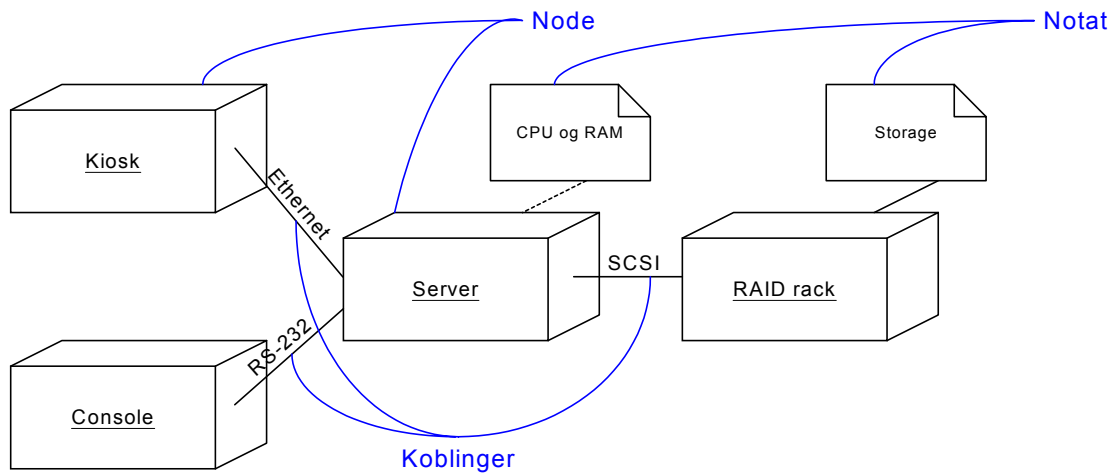 Node
Notat
CPU og RAM
Storage
Kiosk
Ethernet
SCSI
Server
RAID rack
RS-232
Console
Koblinger